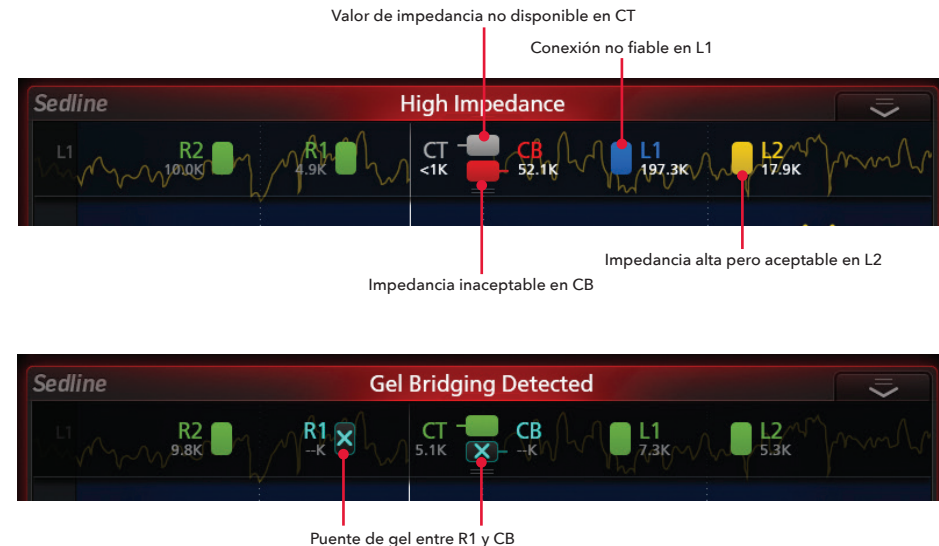 Valor de impedancia no disponible en CT
Conexión no fiable en L1
Sedline High Impedance
L1 R2 10.0K R1 4.9K CT <1K CB 52.1K L1 197.3K L2 17.9K
Impedancia alta pero aceptable en L2
Impedancia inaceptable en CB
Sedline Gel Bridging Detected
L1 R2 9.8K R1 --K CT 5.1K CB --K L1 7.3K L2 5.3K
Puente de gel entre R1 y CB